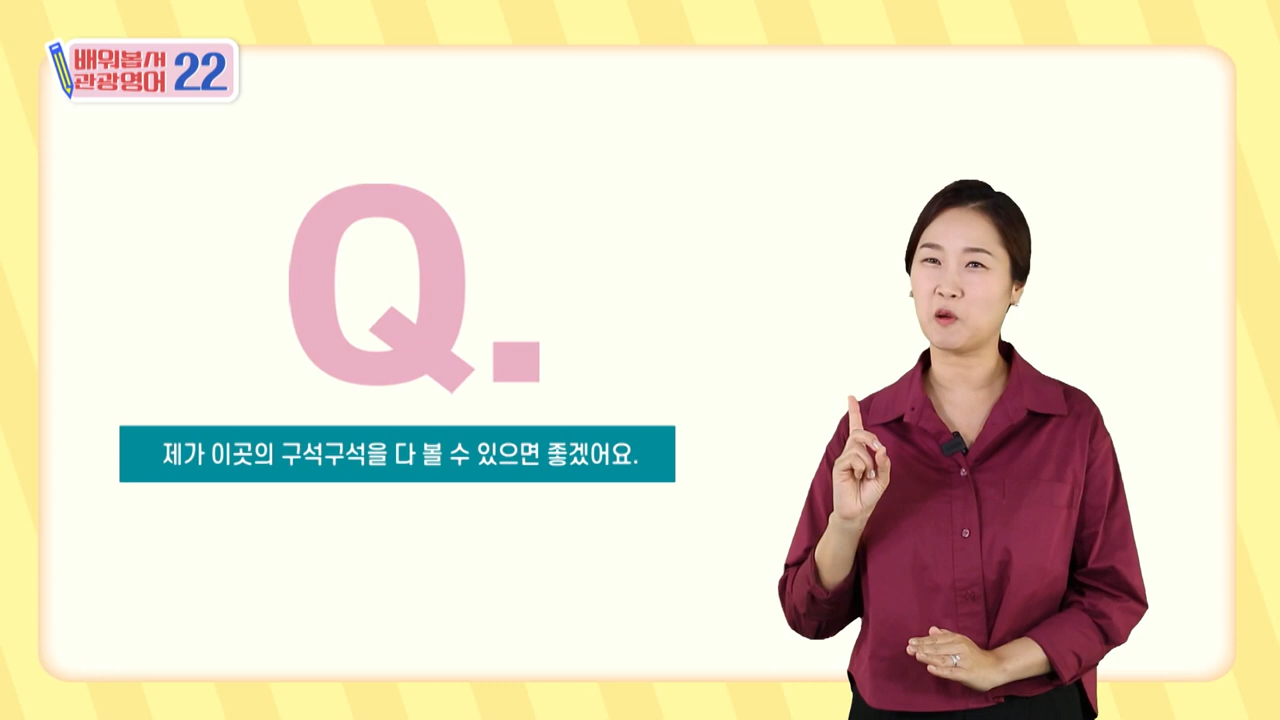 배워볼서
관광영어 22
Q.
제가 이곳의 구석구석을 다 볼 수 있으면 좋겠어요.